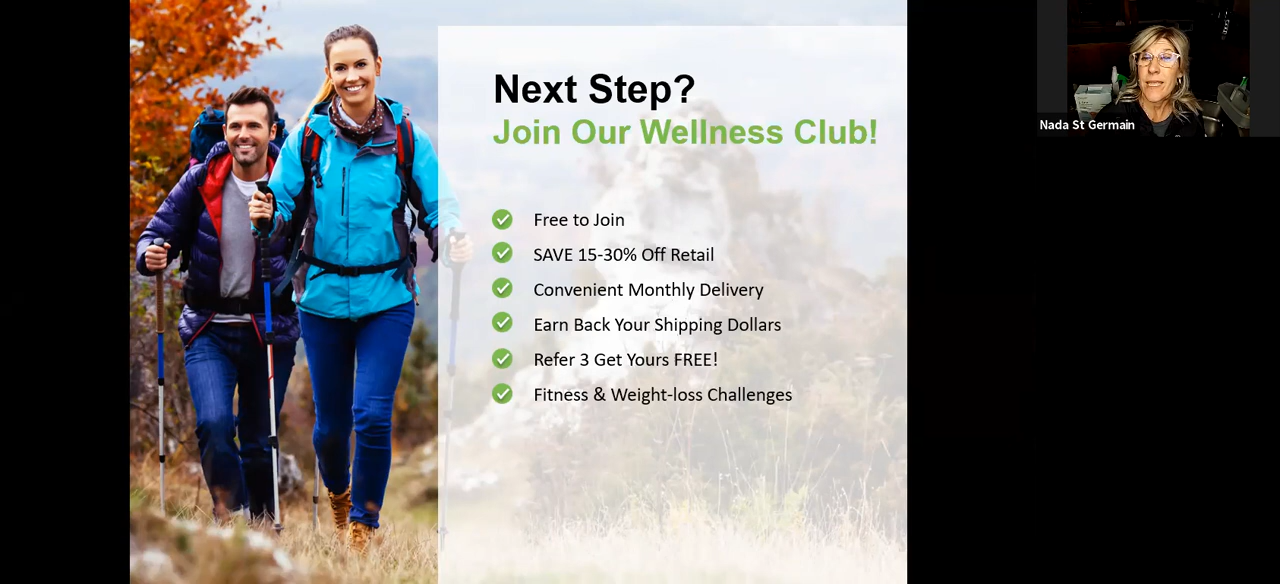 Next Step?
Join Our Wellness Club!
Free to Join
SAVE 15-30% Off Retail
Convenient Monthly Delivery
Earn Back Your Shipping Dollars
Refer 3 Get Yours FREE!
Fitness & Weight-loss Challenges
Nada St Germain